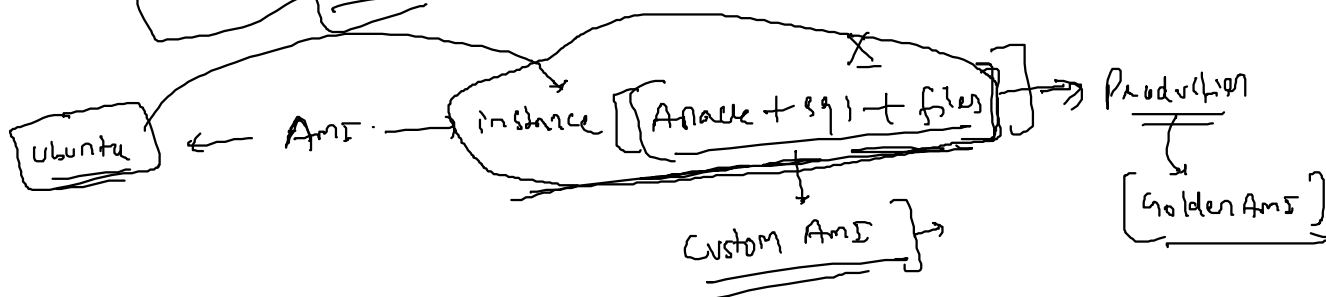 X
ubuntu AMI instance [Apache + sql + files] Production
Custom AMI
Golden AMI